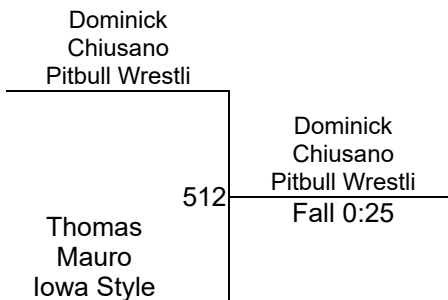 Dominick
Chiusano
Pitbull Wrestli
Dominick
Chiusano
Pitbull Wrestli
512
Fall 0:25
Thomas
Mauro
Iowa Style